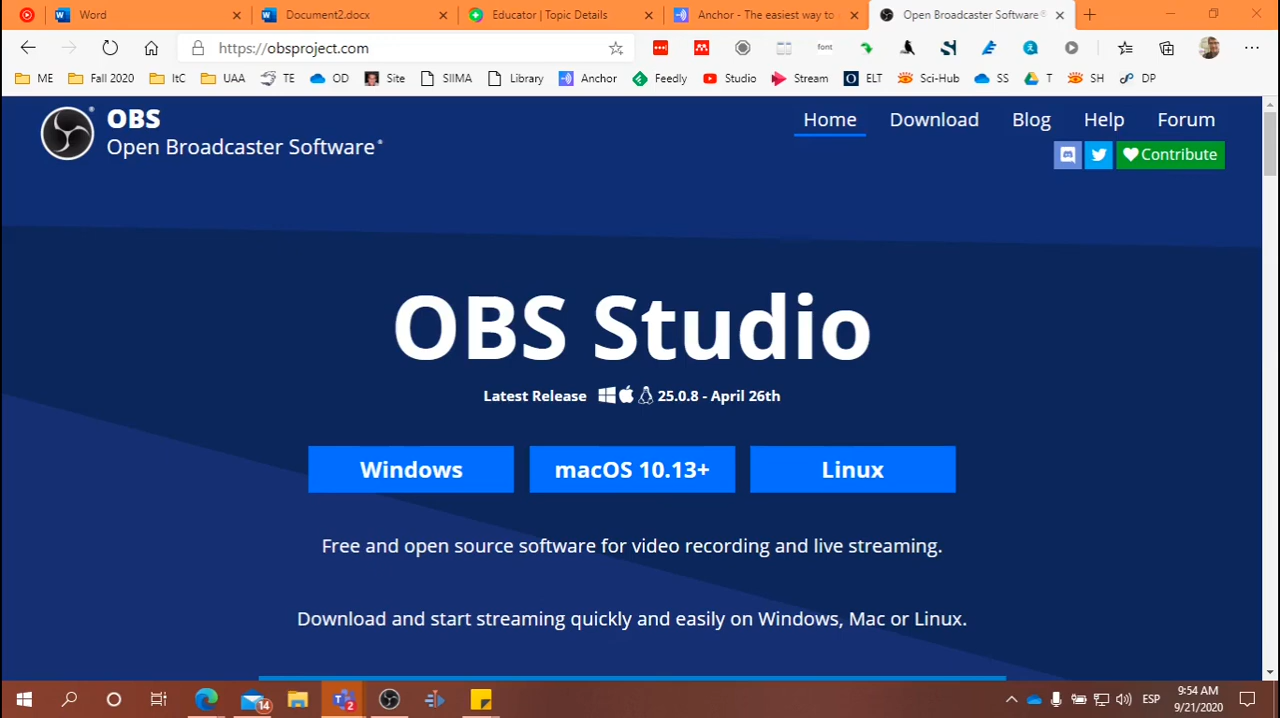 Word
Document2.docx
Educator | Topic Details
Anchor - The easiest way to
Open Broadcaster Software®
https://obsproject.com
font
ME
Fall 2020
ItC
UAA
TE
OD
Site
SIIMA
Library
Anchor
Feedly
Studio
Stream
ELT
Sci-Hub
SS
T
SH
DP
OBS
Open Broadcaster Software®
Home
Download
Blog
Help
Forum
Contribute
OBS Studio
Latest Release 25.0.8 - April 26th
Windows
macOS 10.13+
Linux
Free and open source software for video recording and live streaming.
Download and start streaming quickly and easily on Windows, Mac or Linux.
14
2
ESP
9:54 AM
9/21/2020